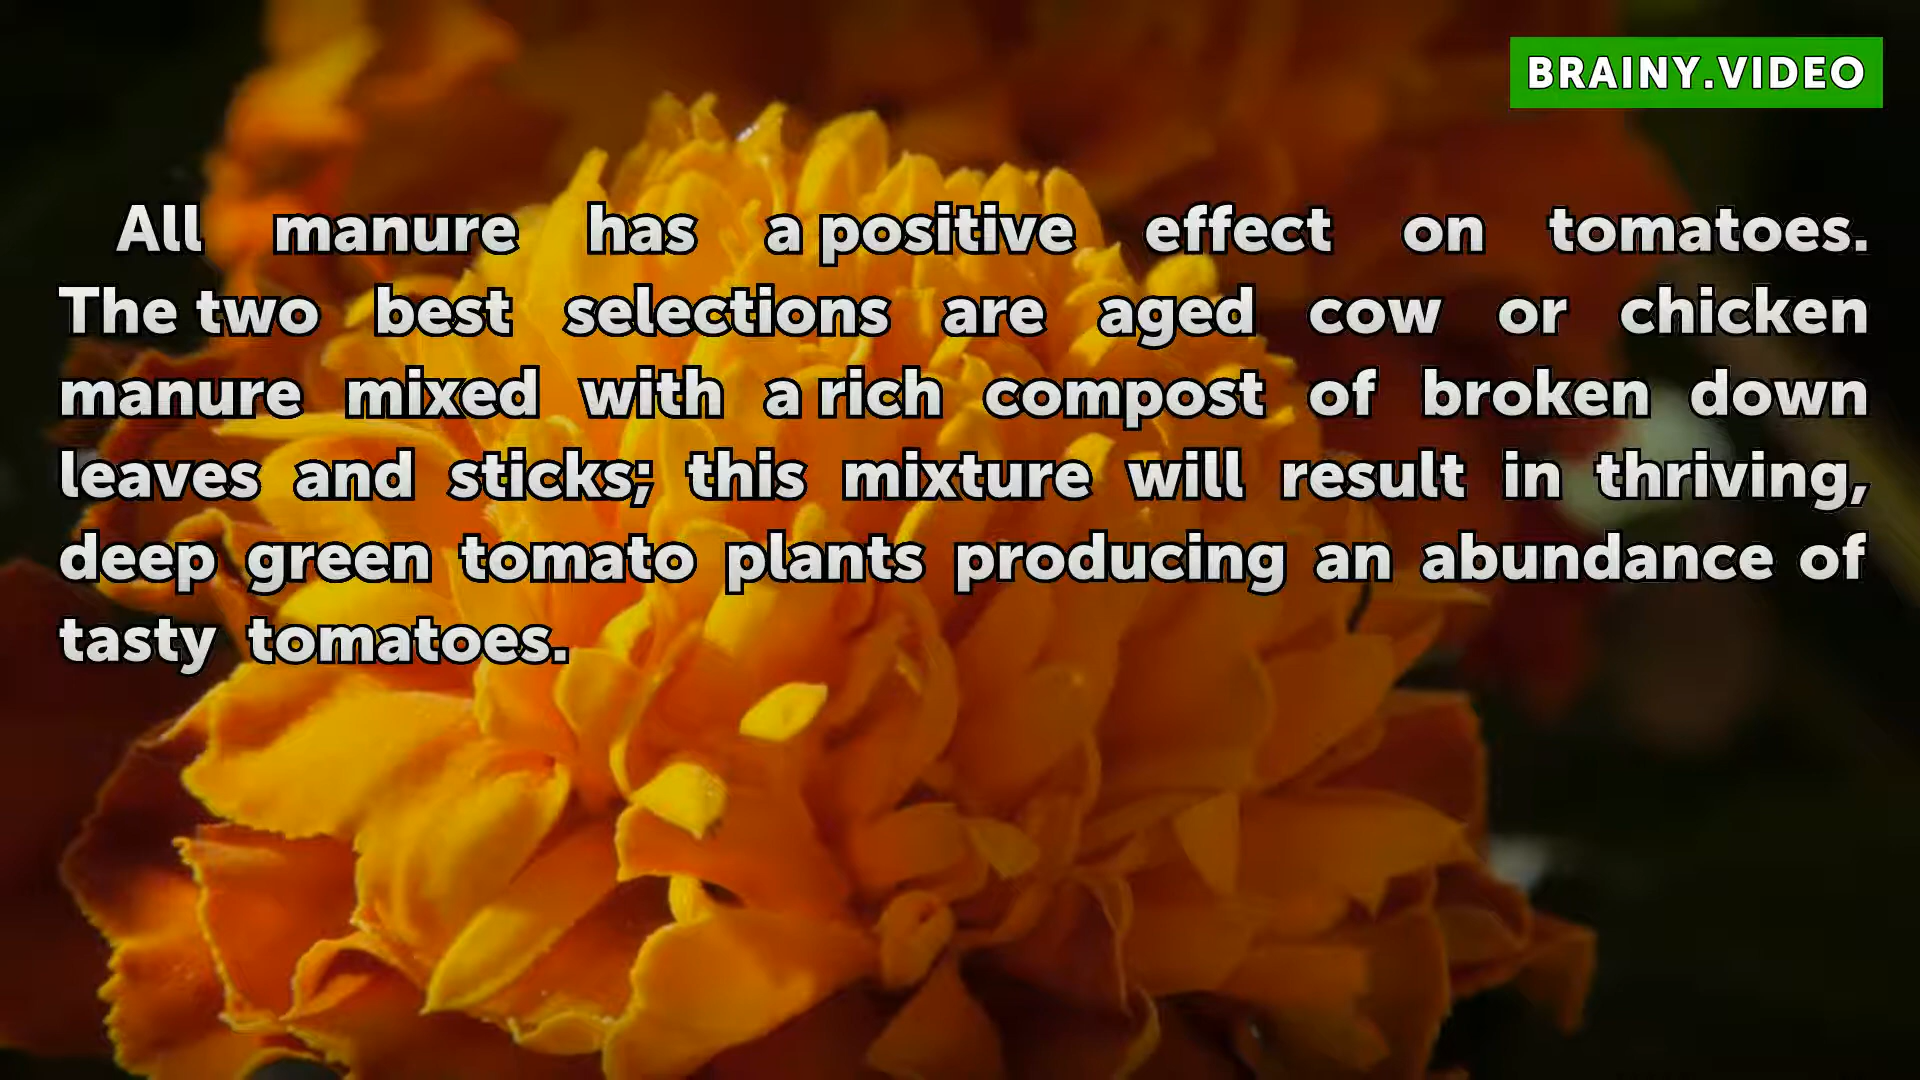 BRAINY.VIDEO
All manure has a positive effect on tomatoes.
The two best selections are aged cow or chicken
manure mixed with a rich compost of broken down
leaves and sticks; this mixture will result in thriving,
deep green tomato plants producing an abundance of
tasty tomatoes.